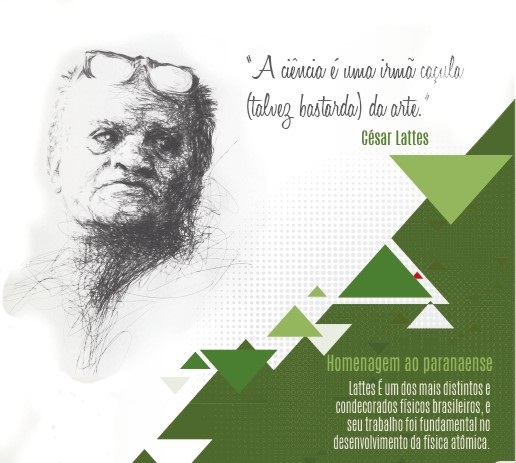 "A ciência é uma irmã caçula
(talvez bastarda) da arte."
César Lattes
Homenagem ao paranaense
Lattes É um dos mais distintos e
condecorados físicos brasileiros, e
seu trabalho foi fundamental no
desenvolvimento da física atômica.